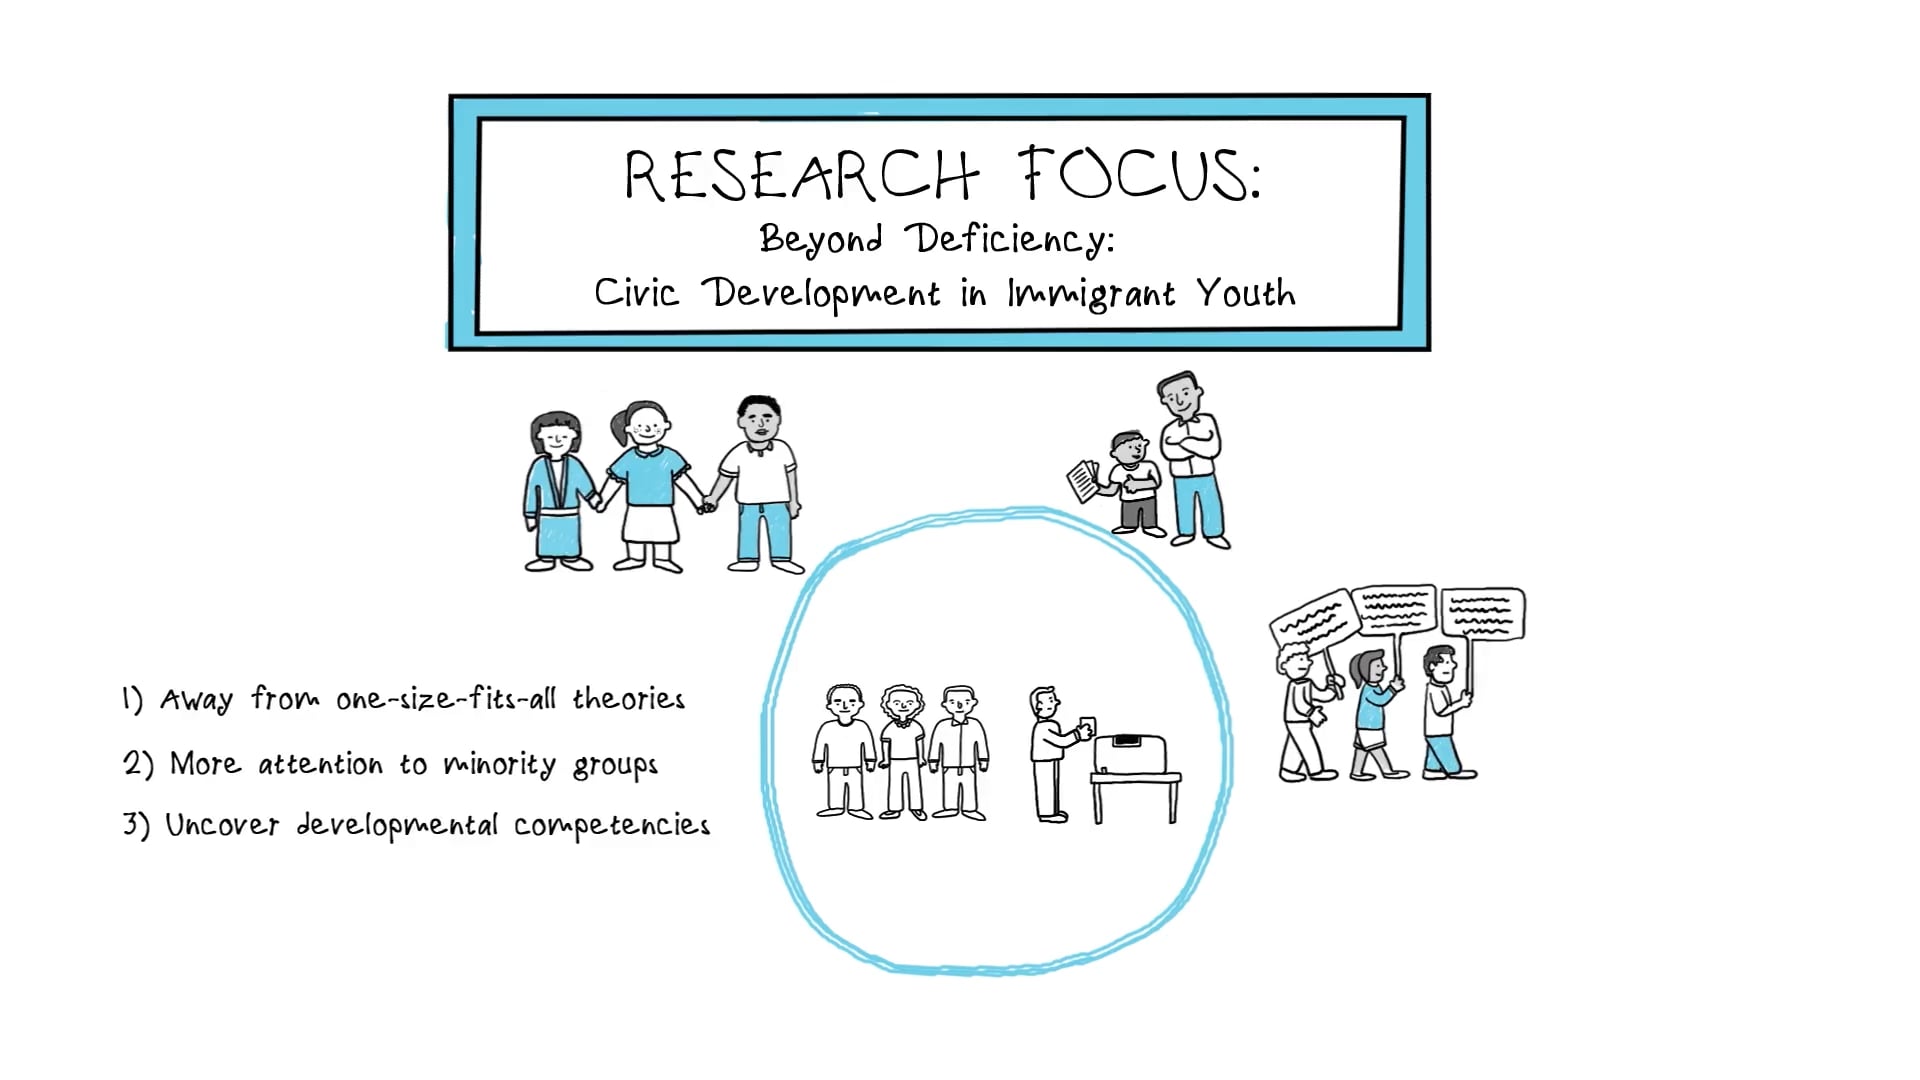 RESEARCH FOCUS:
Beyond Deficiency:
Civic Development in Immigrant Youth
1) Away from one-size-fits-all theories
2) More attention to minority groups
3) Uncover developmental competencies